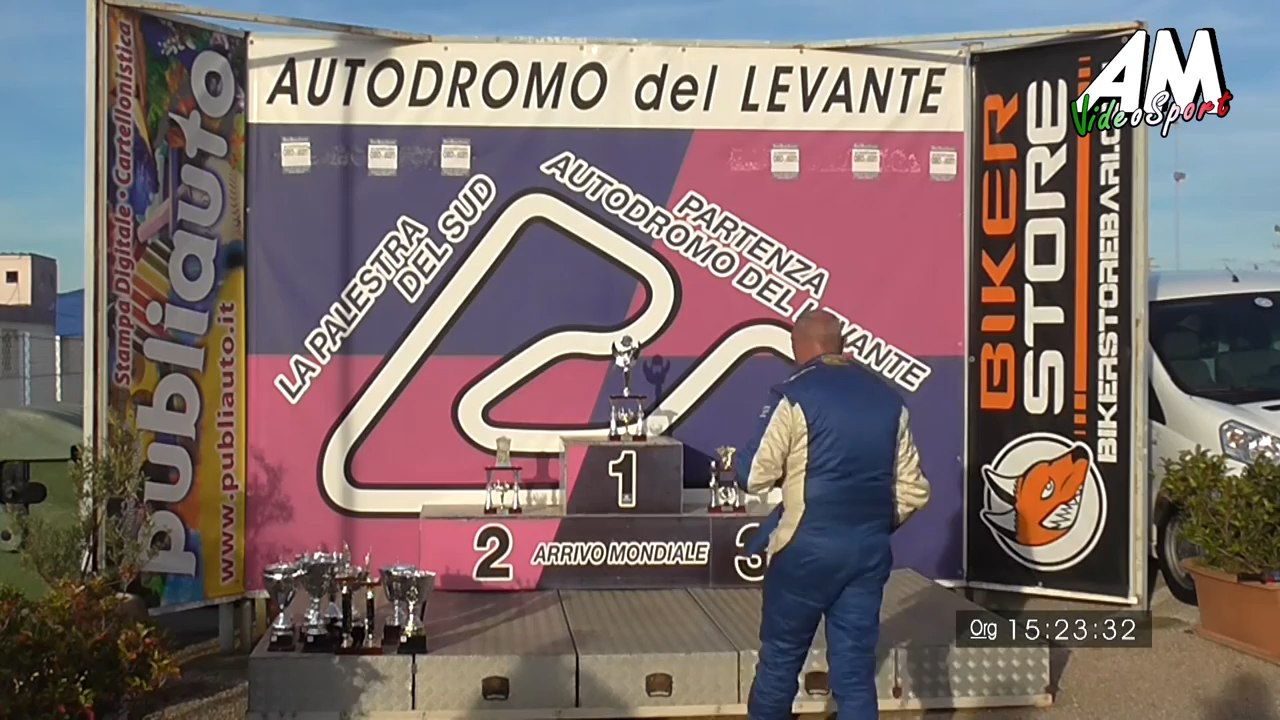 AUTODROMO del LEVANTE
AM
VideoSport
Stampa Digitale • Cartellonistica
publiauto
www.publiauto.it
LA PALESTRA
DEL SUD
PARTENZA
AUTODROMO DEL LEVANTE
BIKER
STORE
BIKERSTOREBARI.
1
2
ARRIVO MONDIALE
3
Org 15:23:32